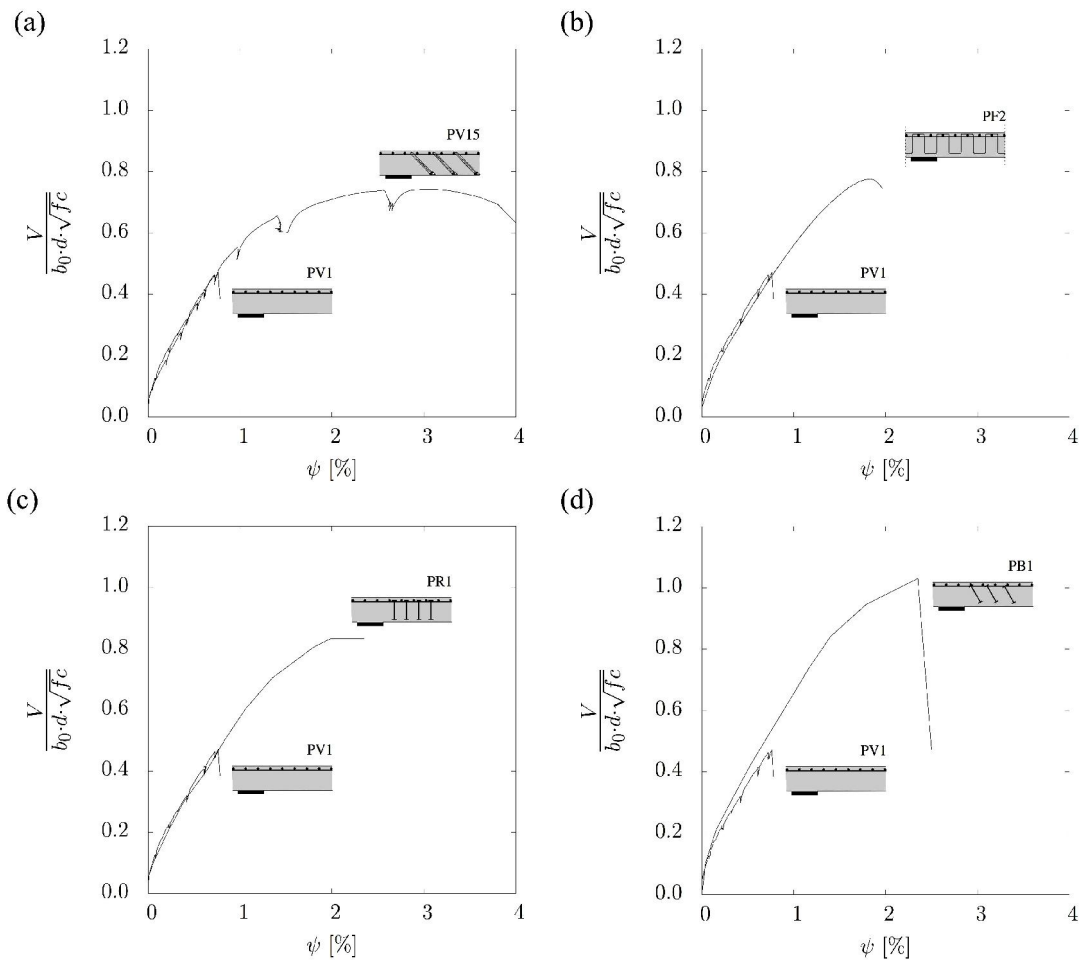 (a)
1.2
1.0
0.8
0.6
0.4
0.2
0.0
V
b₀·d·√fc
PV15
PV1
0 1 2 3 4
ψ [%]
(b)
1.2
1.0
0.8
0.6
0.4
0.2
0.0
V
b₀·d·√fc
PF2
PV1
0 1 2 3 4
ψ [%]
(c)
1.2
1.0
0.8
0.6
0.4
0.2
0.0
V
b₀·d·√fc
PR1
PV1
0 1 2 3 4
ψ [%]
(d)
1.2
1.0
0.8
0.6
0.4
0.2
0.0
V
b₀·d·√fc
PB1
PV1
0 1 2 3 4
ψ [%]